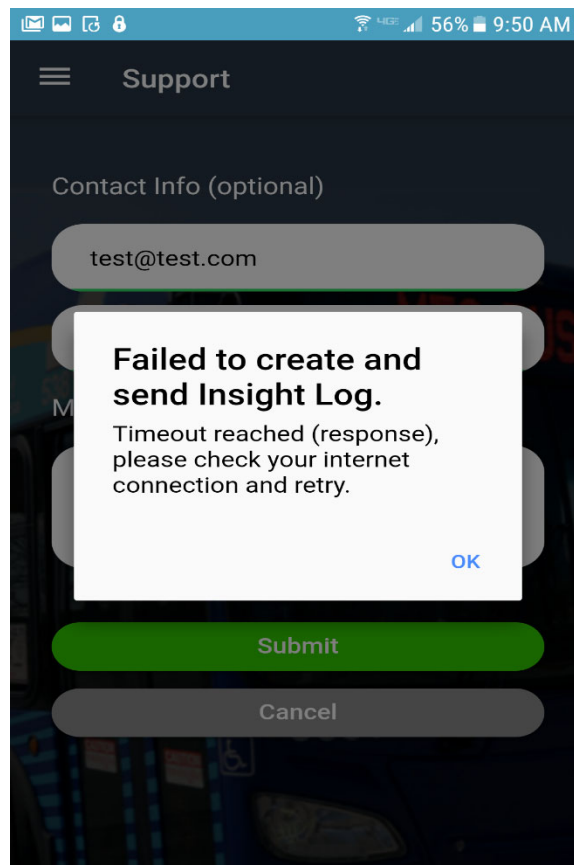 4GE 56% 9:50 AM
Support
Contact Info (optional)
test@test.com
Failed to create and
send Insight Log.
M
Timeout reached (response),
please check your internet
connection and retry.
OK
Submit
Cancel